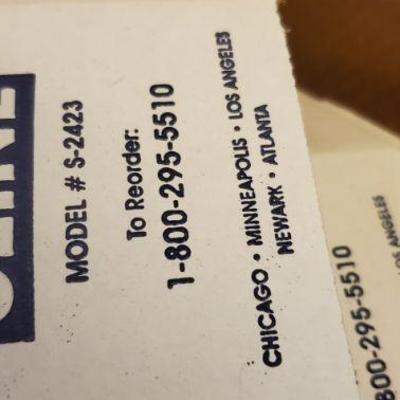 MODEL # S-2423
To Reorder:
1-800-295-5510
CHICAGO • MINNEAPOLIS • LOS ANGELES
NEWARK • ATLANTA
800-295-5510
LOS ANGELES